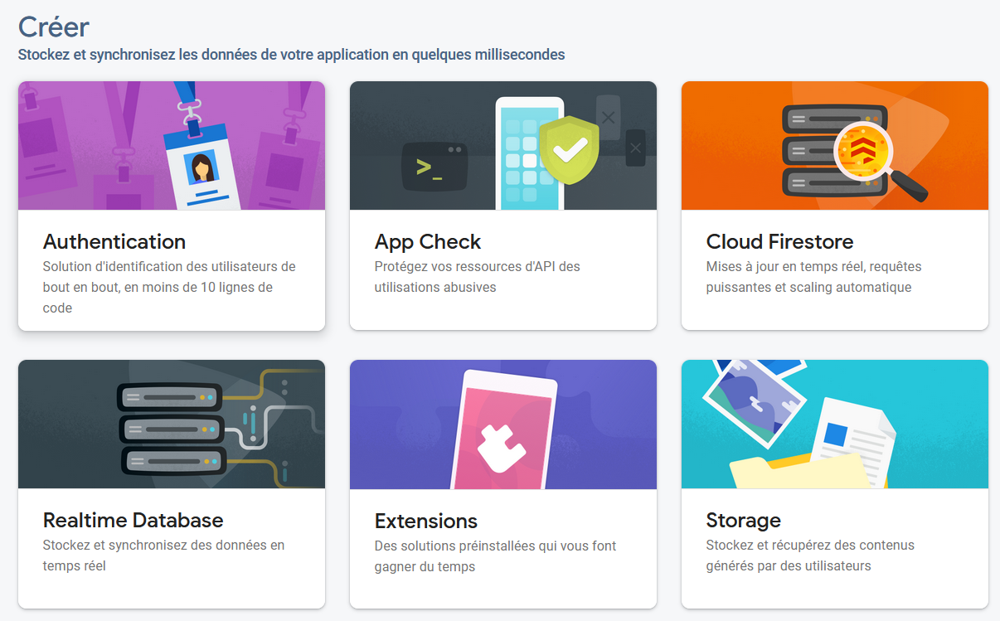 Créer
Stockez et synchronisez les données de votre application en quelques millisecondes
Authentication
Solution d'identification des utilisateurs de
bout en bout, en moins de 10 lignes de
code
App Check
Protégez vos ressources d'API des
utilisations abusives
Cloud Firestore
Mises à jour en temps réel, requêtes
puissantes et scaling automatique
Realtime Database
Stockez et synchronisez des données en
temps réel
Extensions
Des solutions préinstallées qui vous font
gagner du temps
Storage
Stockez et récupérez des contenus
générés par des utilisateurs